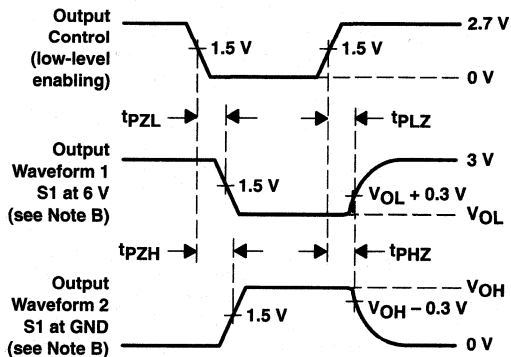 Output
Control
(low-level
enabling)
1.5 V
1.5 V
2.7 V
0 V
tPZL
tPLZ
Output
Waveform 1
S1 at 6 V
(see Note B)
1.5 V
3 V
VOL + 0.3 V
VOL
tPZH
tPHZ
Output
Waveform 2
S1 at GND
(see Note B)
1.5 V
VOH
VOH – 0.3 V
0 V